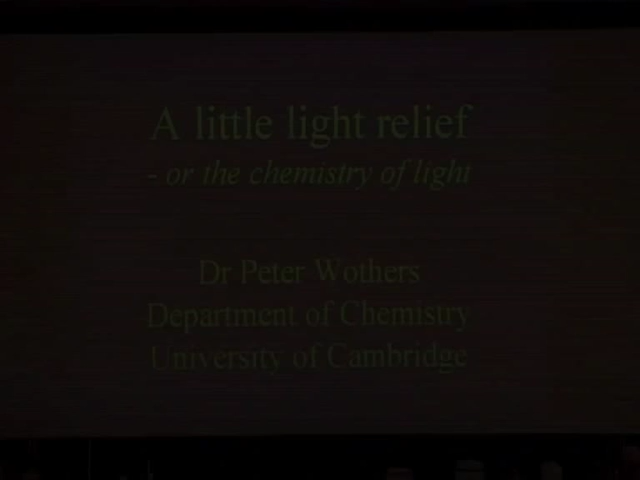 A little light relief
- or the chemistry of light
Dr Peter Wothers
Department of Chemistry
University of Cambridge